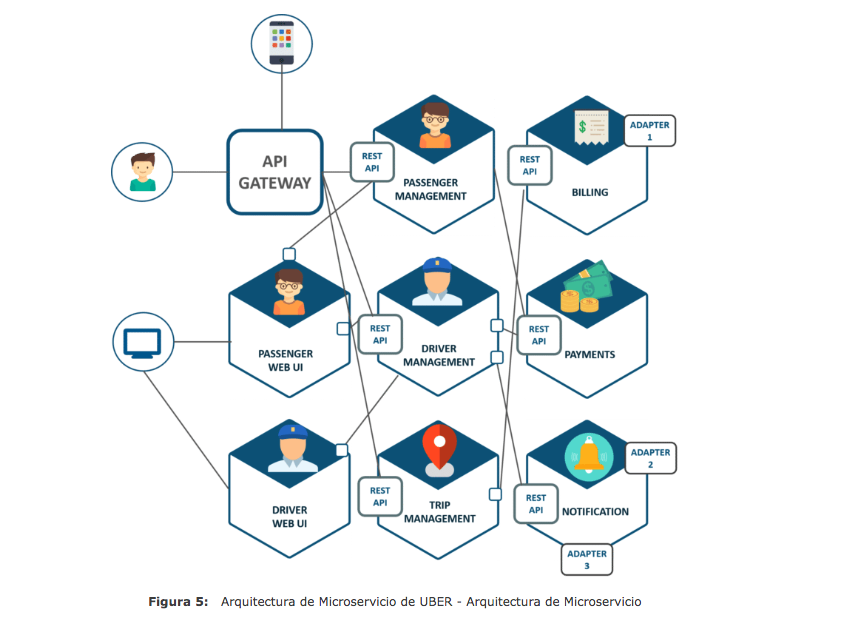 API
GATEWAY
REST
API
PASSENGER
MANAGEMENT
REST
API
ADAPTER
1
BILLING
PASSENGER
WEB UI
REST
API
DRIVER
MANAGEMENT
REST
API
PAYMENTS
DRIVER
WEB UI
REST
API
TRIP
MANAGEMENT
REST
API
ADAPTER
2
NOTIFICATION
ADAPTER
3
Figura 5: Arquitectura de Microservicio de UBER - Arquitectura de Microservicio